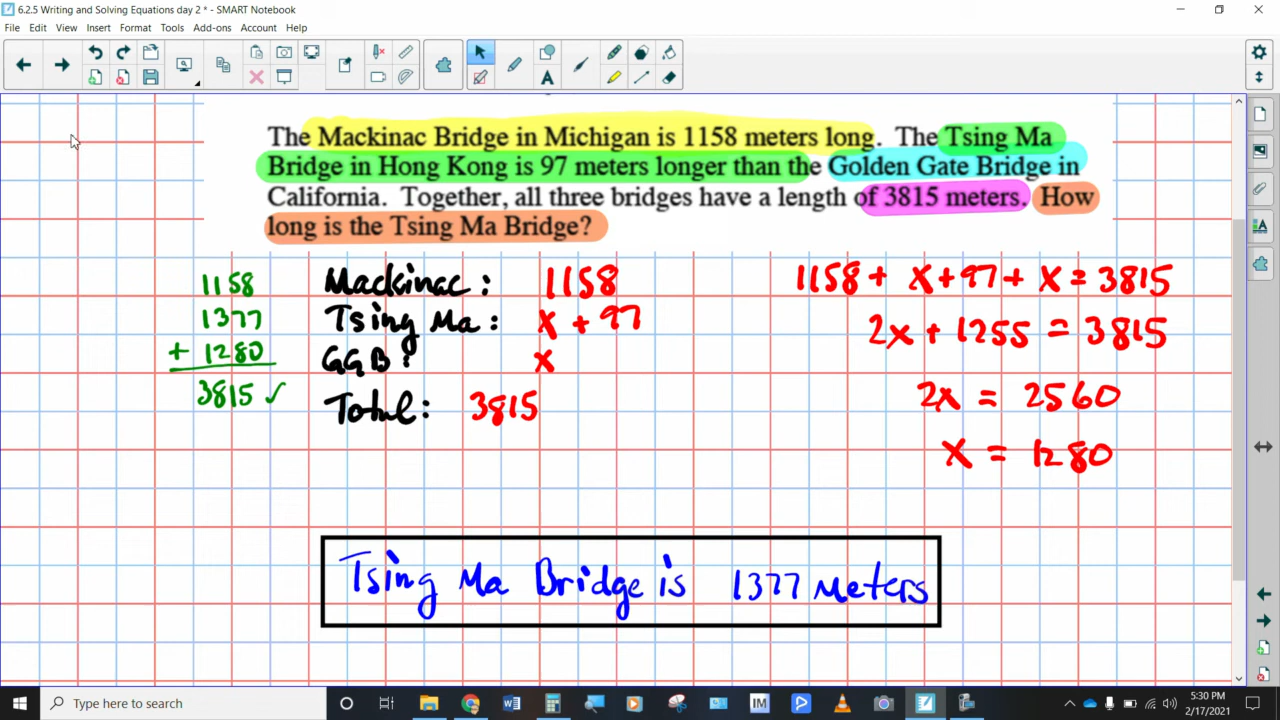 6.2.5 Writing and Solving Equations day 2 * - SMART Notebook
File Edit View Insert Format Tools Add-ons Account Help
The Mackinac Bridge in Michigan is 1158 meters long. The Tsing Ma
Bridge in Hong Kong is 97 meters longer than the Golden Gate Bridge in
California. Together, all three bridges have a length of 3815 meters. How
long is the Tsing Ma Bridge?
1158
1377
+ 1280
3815 ✓
Mackinac: 1158
Tsing Ma: x + 97
GGB: x
Total: 3815
1158 + x + 97 + x = 3815
2x + 1255 = 3815
2x = 2560
x = 1280
Tsing Ma Bridge is 1377 Meters
Type here to search
5:30 PM
2/17/2021